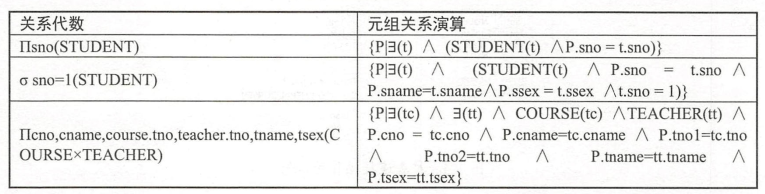 关系代数
元组关系演算
Πsno(STUDENT)
{P|∃(t) ∧ (STUDENT(t) ∧P.sno = t.sno)}
σ sno=1(STUDENT)
{P|∃(t) ∧ (STUDENT(t) ∧ P.sno = t.sno ∧
P.sname=t.sname∧P.ssex = t.ssex ∧t.sno = 1)}
Πcno,cname,course.tno,teacher.tno,tname,tsex(C
OURSE×TEACHER)
{P|∃(tc) ∧ ∃(tt) ∧ COURSE(tc) ∧TEACHER(tt) ∧
P.cno = tc.cno ∧ P.cname=tc.cname ∧ P.tno1=tc.tno
∧ P.tno2=tt.tno ∧ P.tname=tt.tname ∧
P.tsex=tt.tsex}